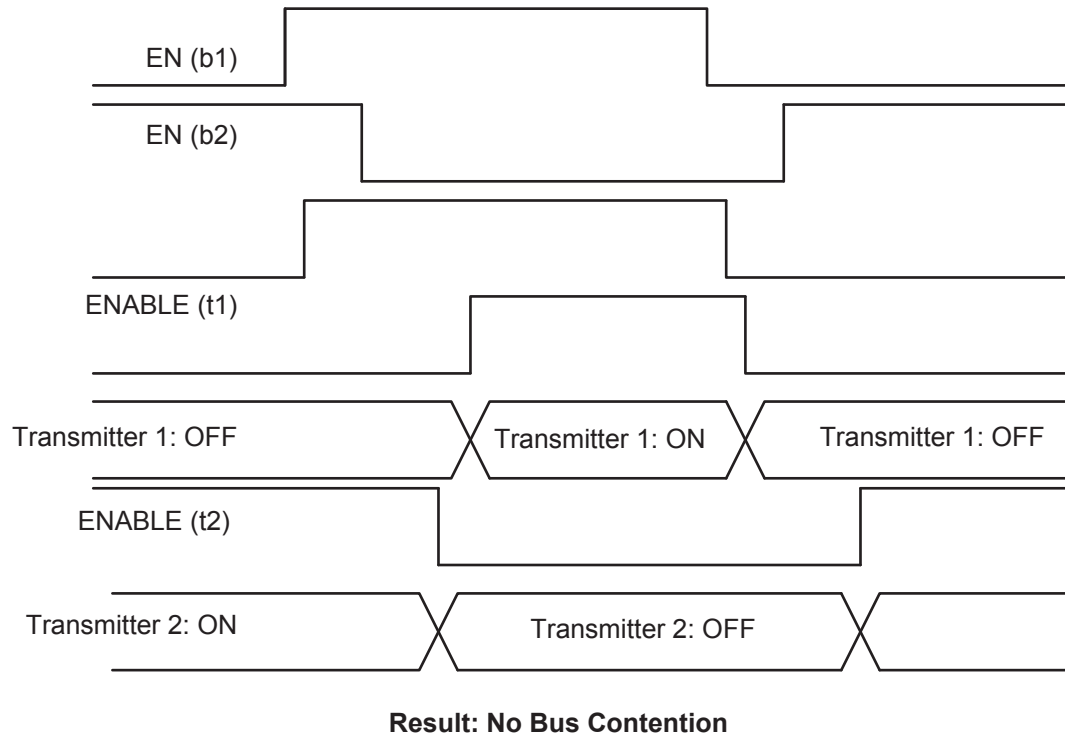 EN (b1)
EN (b2)
ENABLE (t1)
Transmitter 1: OFF
Transmitter 1: ON
Transmitter 1: OFF
ENABLE (t2)
Transmitter 2: ON
Transmitter 2: OFF
Result: No Bus Contention